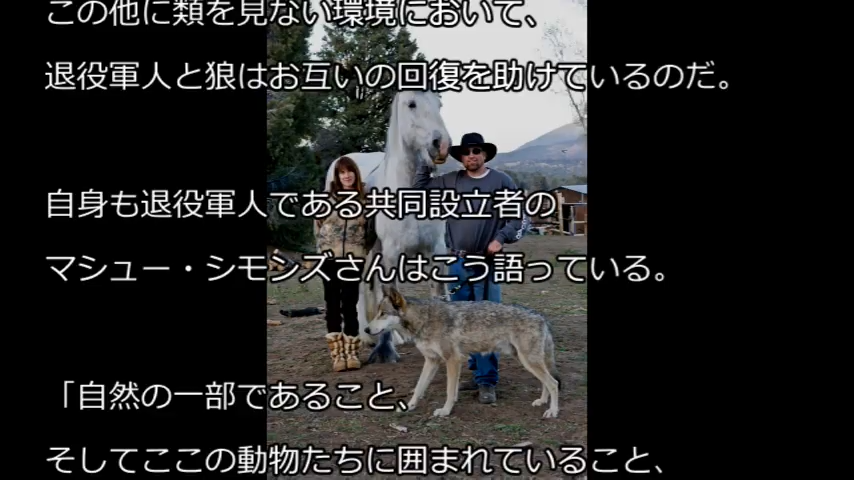 この他に類を見ない環境において、
退役軍人と狼はお互いの回復を助けているのだ。
自身も退役軍人である共同設立者の
マシュー・シモンズさんはこう語っている。
「自然の一部であること、
そしてここの動物たちに囲まれていること、